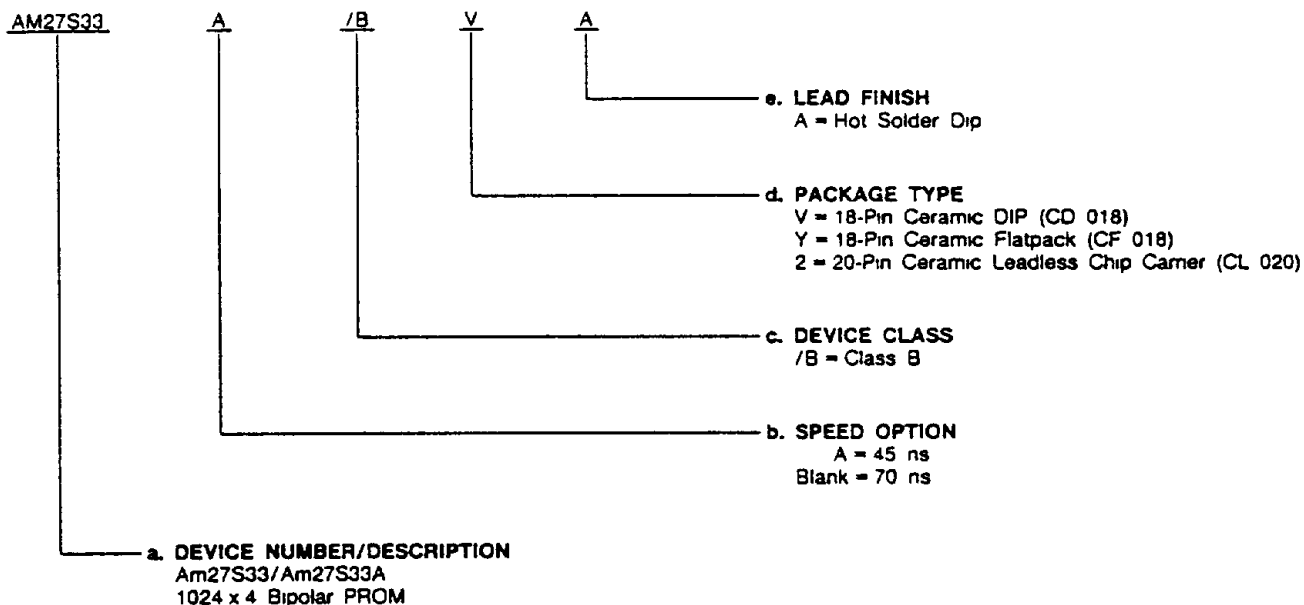 AM27S33 A /B V A
e. LEAD FINISH
A = Hot Solder Dip
d. PACKAGE TYPE
V = 18-Pin Ceramic DIP (CD 018)
Y = 18-Pin Ceramic Flatpack (CF 018)
2 = 20-Pin Ceramic Leadless Chip Carrier (CL 020)
c. DEVICE CLASS
/B = Class B
b. SPEED OPTION
A = 45 ns
Blank = 70 ns
a. DEVICE NUMBER/DESCRIPTION
Am27S33/Am27S33A
1024 x 4 Bipolar PROM